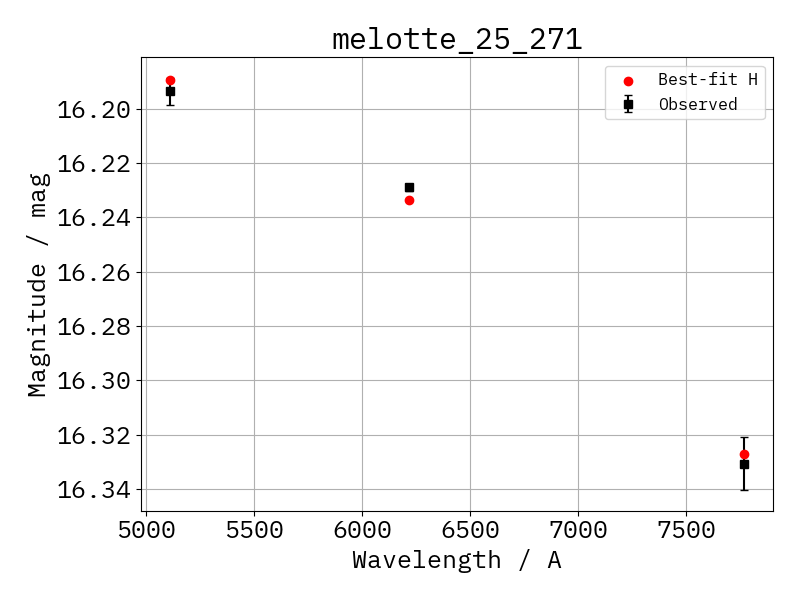 melotte_25_271
Best-fit H
Observed
16.20
16.22
16.24
16.26
16.28
16.30
16.32
16.34
Magnitude / mag
5000 5500 6000 6500 7000 7500
Wavelength / A